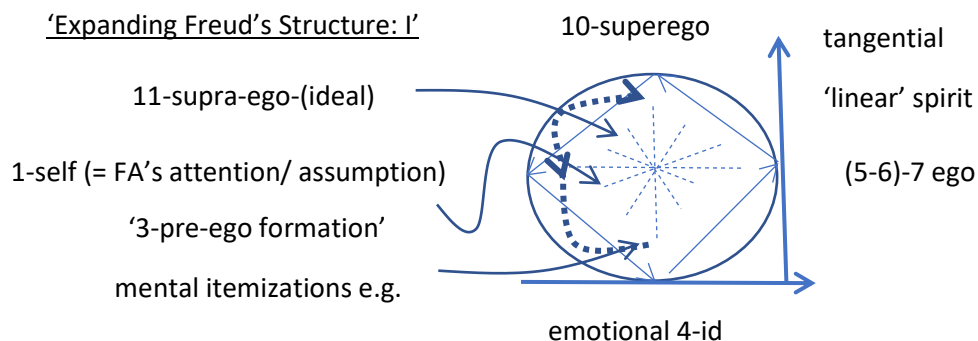 ‘Expanding Freud’s Structure: I’
10-superego
tangential
11-supra-ego-(ideal)
‘linear’ spirit
1-self (= FA’s attention/ assumption)
(5-6)-7 ego
‘3-pre-ego formation’
mental itemizations e.g.
emotional 4-id